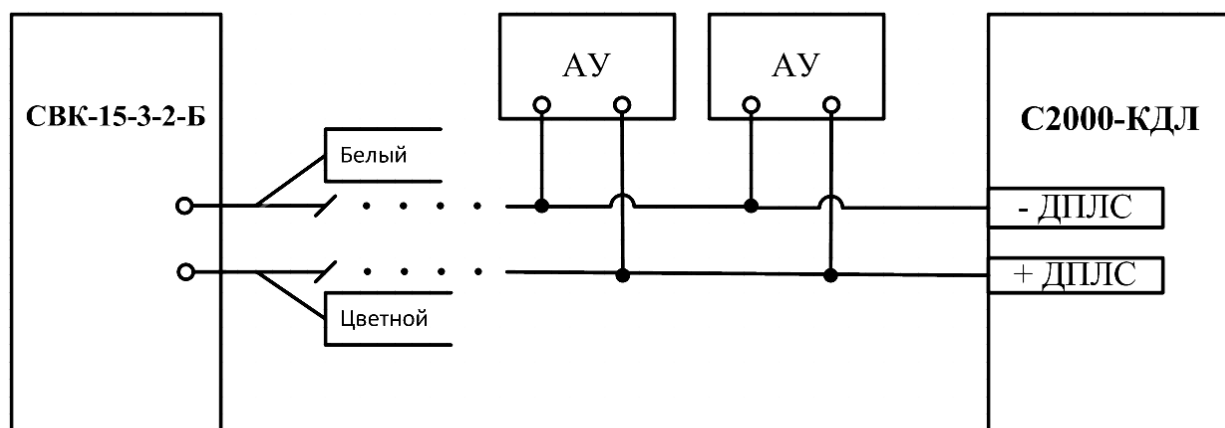 АУ
АУ
СВК-15-3-2-Б
С2000-КДЛ
Белый
- ДПЛС
+ ДПЛС
Цветной